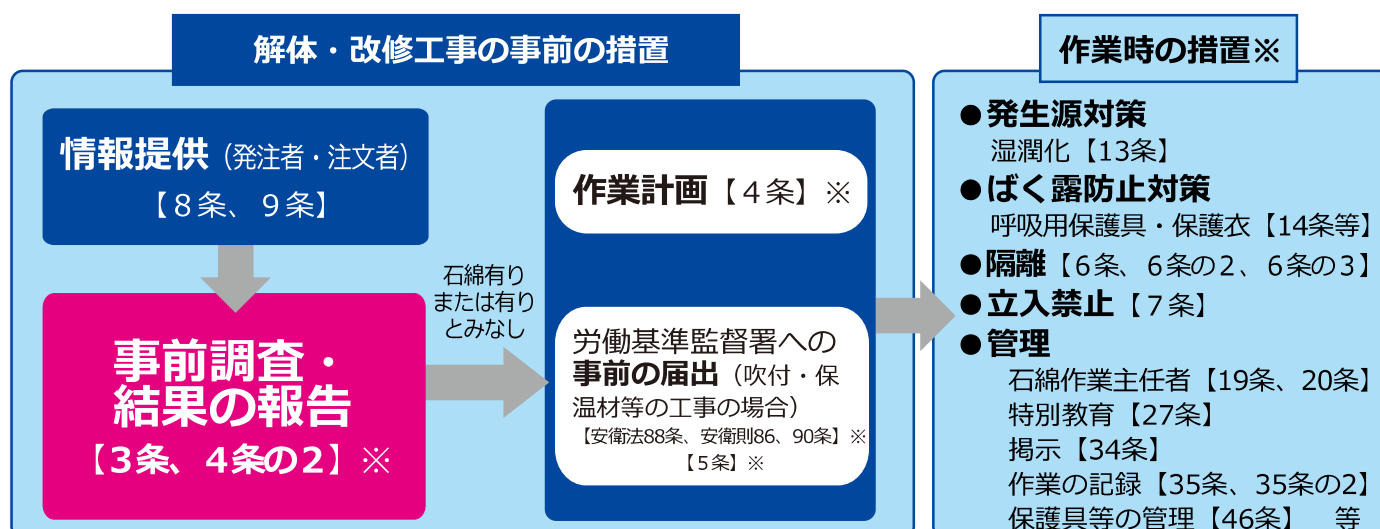 解体・改修工事の事前の措置
情報提供（発注者・注文者）
【８条、９条】
事前調査・
結果の報告
【３条、４条の２】※
石綿有り
または有り
とみなし
作業計画【４条】※
労働基準監督署への
事前の届出（吹付・保
温材等の工事の場合）
【安衛法88条、安衛則86、90条】※
【５条】※
作業時の措置※
●発生源対策
湿潤化【13条】
●ばく露防止対策
呼吸用保護具・保護衣【14条等】
●隔離【６条、６条の２、６条の３】
●立入禁止【７条】
●管理
石綿作業主任者【19条、20条】
特別教育【27条】
掲示【34条】
作業の記録【35条、35条の2】
保護具等の管理【46条】　等